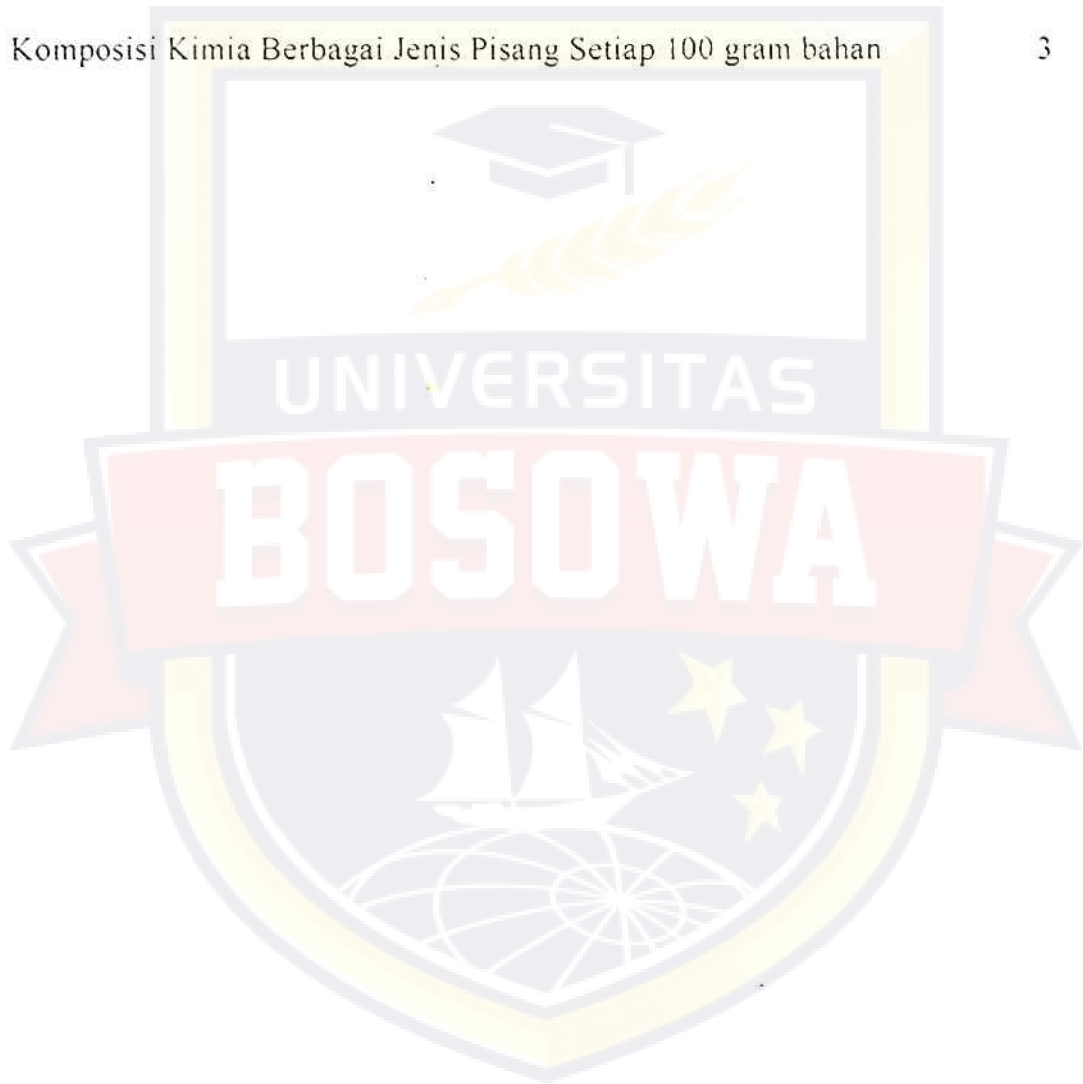 Komposisi Kimia Berbagai Jenis Pisang Setiap 100 gram bahan 3
UNIVERSITAS
BOSOWA